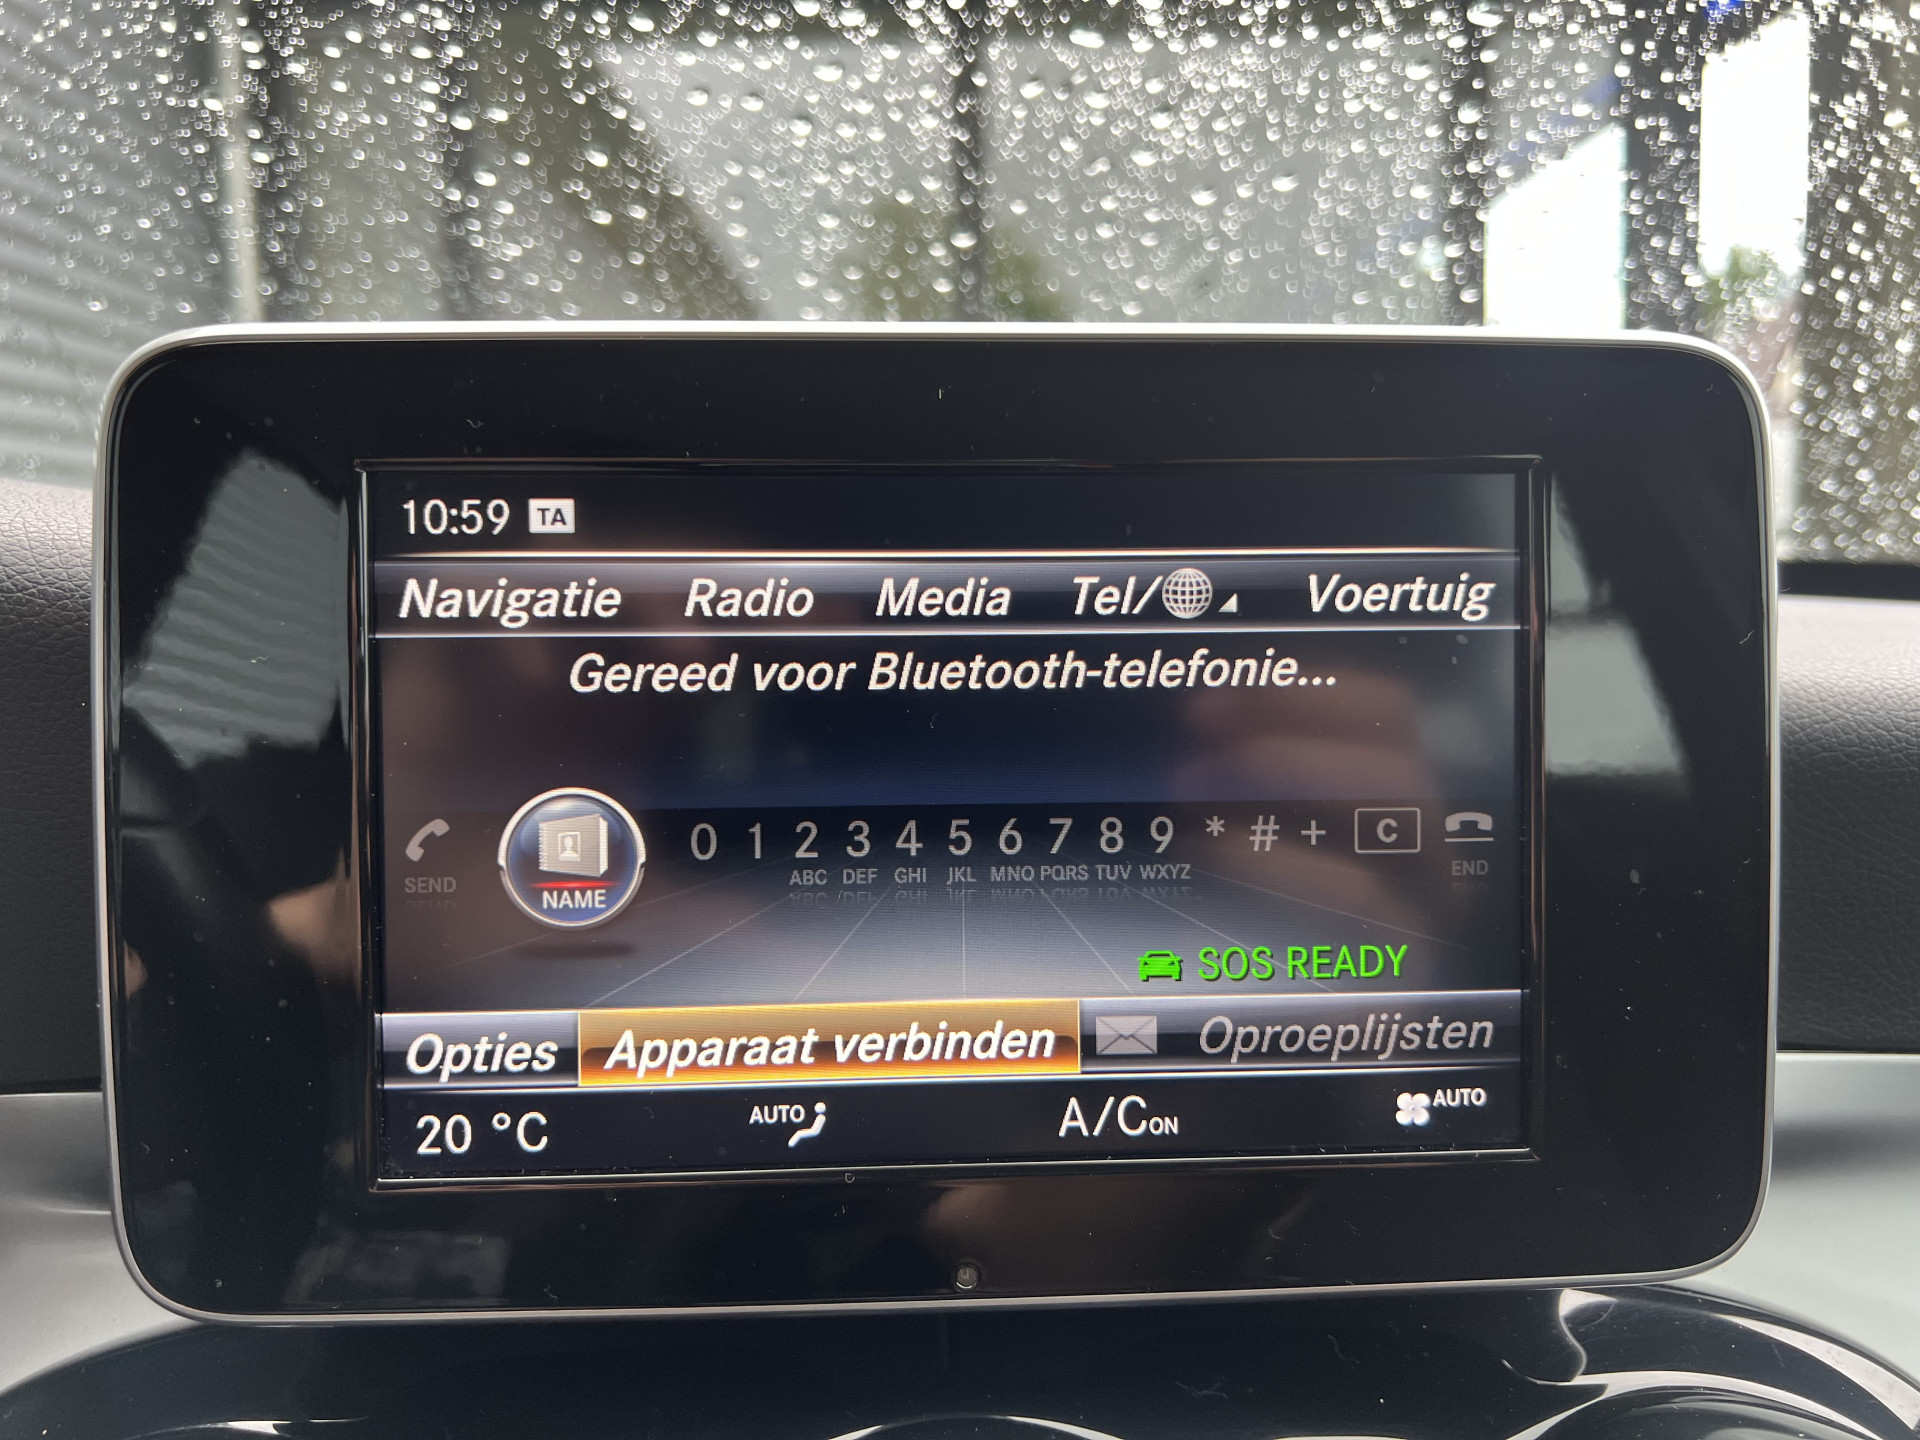 10:59 TA
Navigatie Radio Media Tel/ Voertuig
Gereed voor Bluetooth-telefonie...
0 1 2 3 4 5 6 7 8 9 * # + C
SEND NAME ABC DEF GHI JKL MNO PQRS TUV WXYZ END
SOS READY
Opties Apparaat verbinden Oproeplijsten
20 °C AUTO A/C ON AUTO